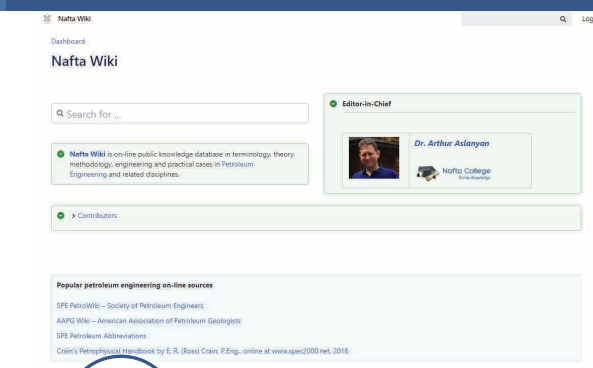 Nafta Wiki
Log
Dashboard
Nafta Wiki
Search for ...
Nafta Wiki is on-line public knowledge database in terminology, theory,
methodology, engineering and practical cases in Petroleum
Engineering and related disciplines.
Editor-in-Chief
Dr. Arthur Aslanyan
Nafta College
> Contributors
Popular petroleum engineering on-line sources
SPE PetroWiki – Society of Petroleum Engineers
AAPG Wiki – American Association of Petroleum Geologists
SPE Petroleum Abbreviations
Crain's Petrophysical Handbook by E. R. (Ross) Crain, P.Eng., online at www.spec2000.net, 2018